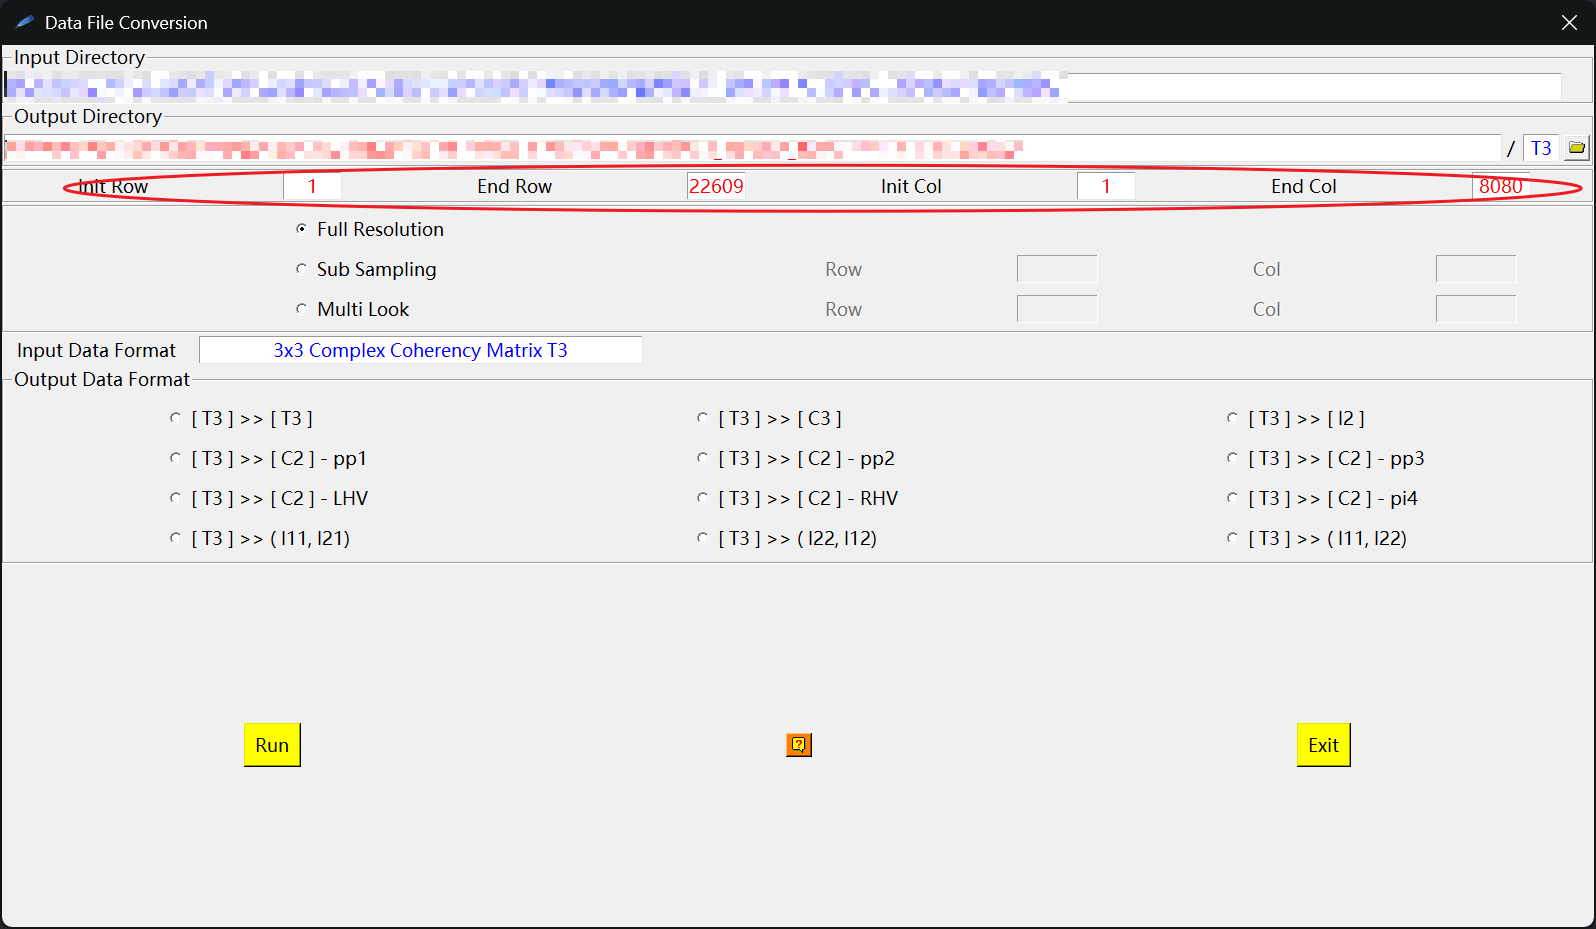 Data File Conversion
Input Directory
Output Directory
/ T3
Init Row 1 End Row 22609 Init Col 1 End Col 8080
Full Resolution
Sub Sampling Row Col
Multi Look Row Col
Input Data Format 3x3 Complex Coherency Matrix T3
Output Data Format
[ T3 ] >> [ T3 ] [ T3 ] >> [ C3 ] [ T3 ] >> [ I2 ]
[ T3 ] >> [ C2 ] - pp1 [ T3 ] >> [ C2 ] - pp2 [ T3 ] >> [ C2 ] - pp3
[ T3 ] >> [ C2 ] - LHV [ T3 ] >> [ C2 ] - RHV [ T3 ] >> [ C2 ] - pi4
[ T3 ] >> ( I11, I21) [ T3 ] >> ( I22, I12) [ T3 ] >> ( I11, I22)
Run ? Exit